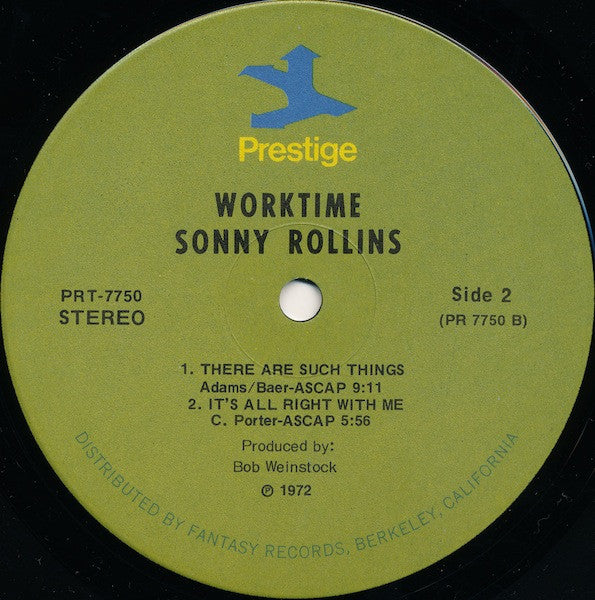 Prestige
WORKTIME
SONNY ROLLINS
PRT-7750
STEREO
Side 2
(PR 7750 B)
1. THERE ARE SUCH THINGS
Adams/Baer-ASCAP 9:11
2. IT'S ALL RIGHT WITH ME
C. Porter-ASCAP 5:56
Produced by:
Bob Weinstock
℗ 1972
DISTRIBUTED BY FANTASY RECORDS, BERKELEY, CALIFORNIA